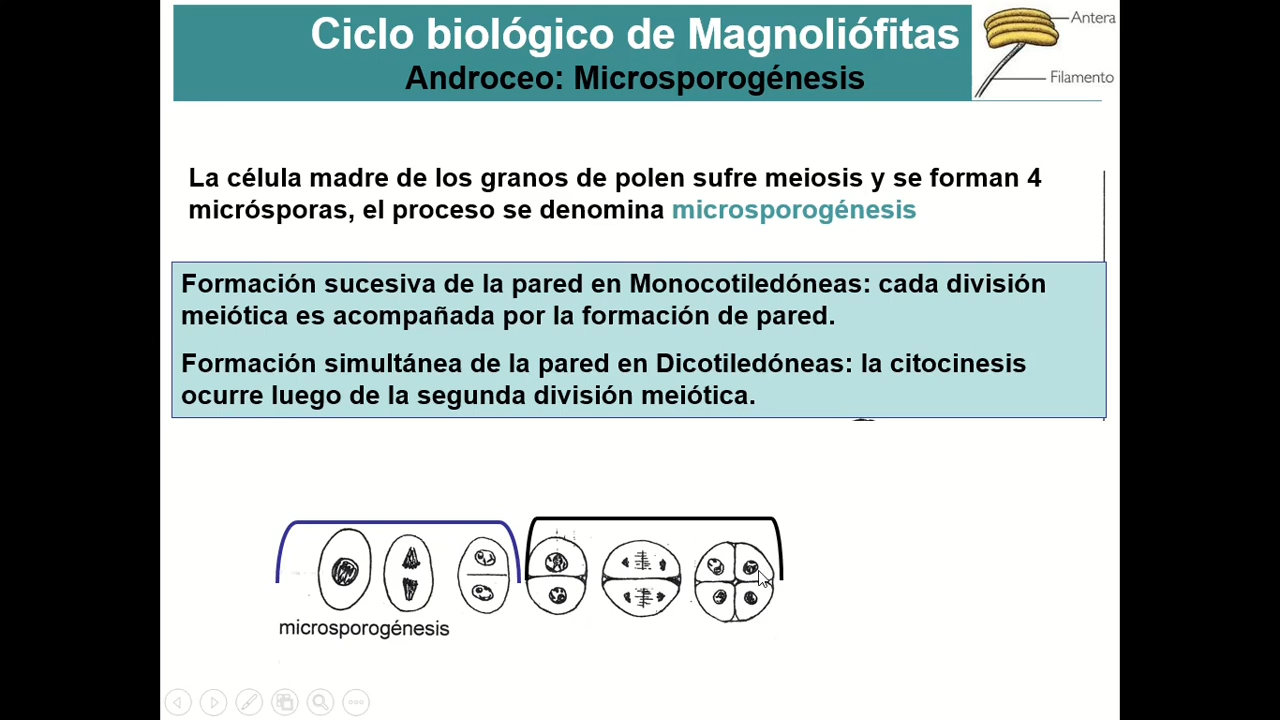 Ciclo biológico de Magnoliófitas
Androceo: Microsporogénesis
Antera
Filamento
La célula madre de los granos de polen sufre meiosis y se forman 4
micrósporas, el proceso se denomina microsporogénesis
Formación sucesiva de la pared en Monocotiledóneas: cada división
meiótica es acompañada por la formación de pared.
Formación simultánea de la pared en Dicotiledóneas: la citocinesis
ocurre luego de la segunda división meiótica.
microsporogénesis